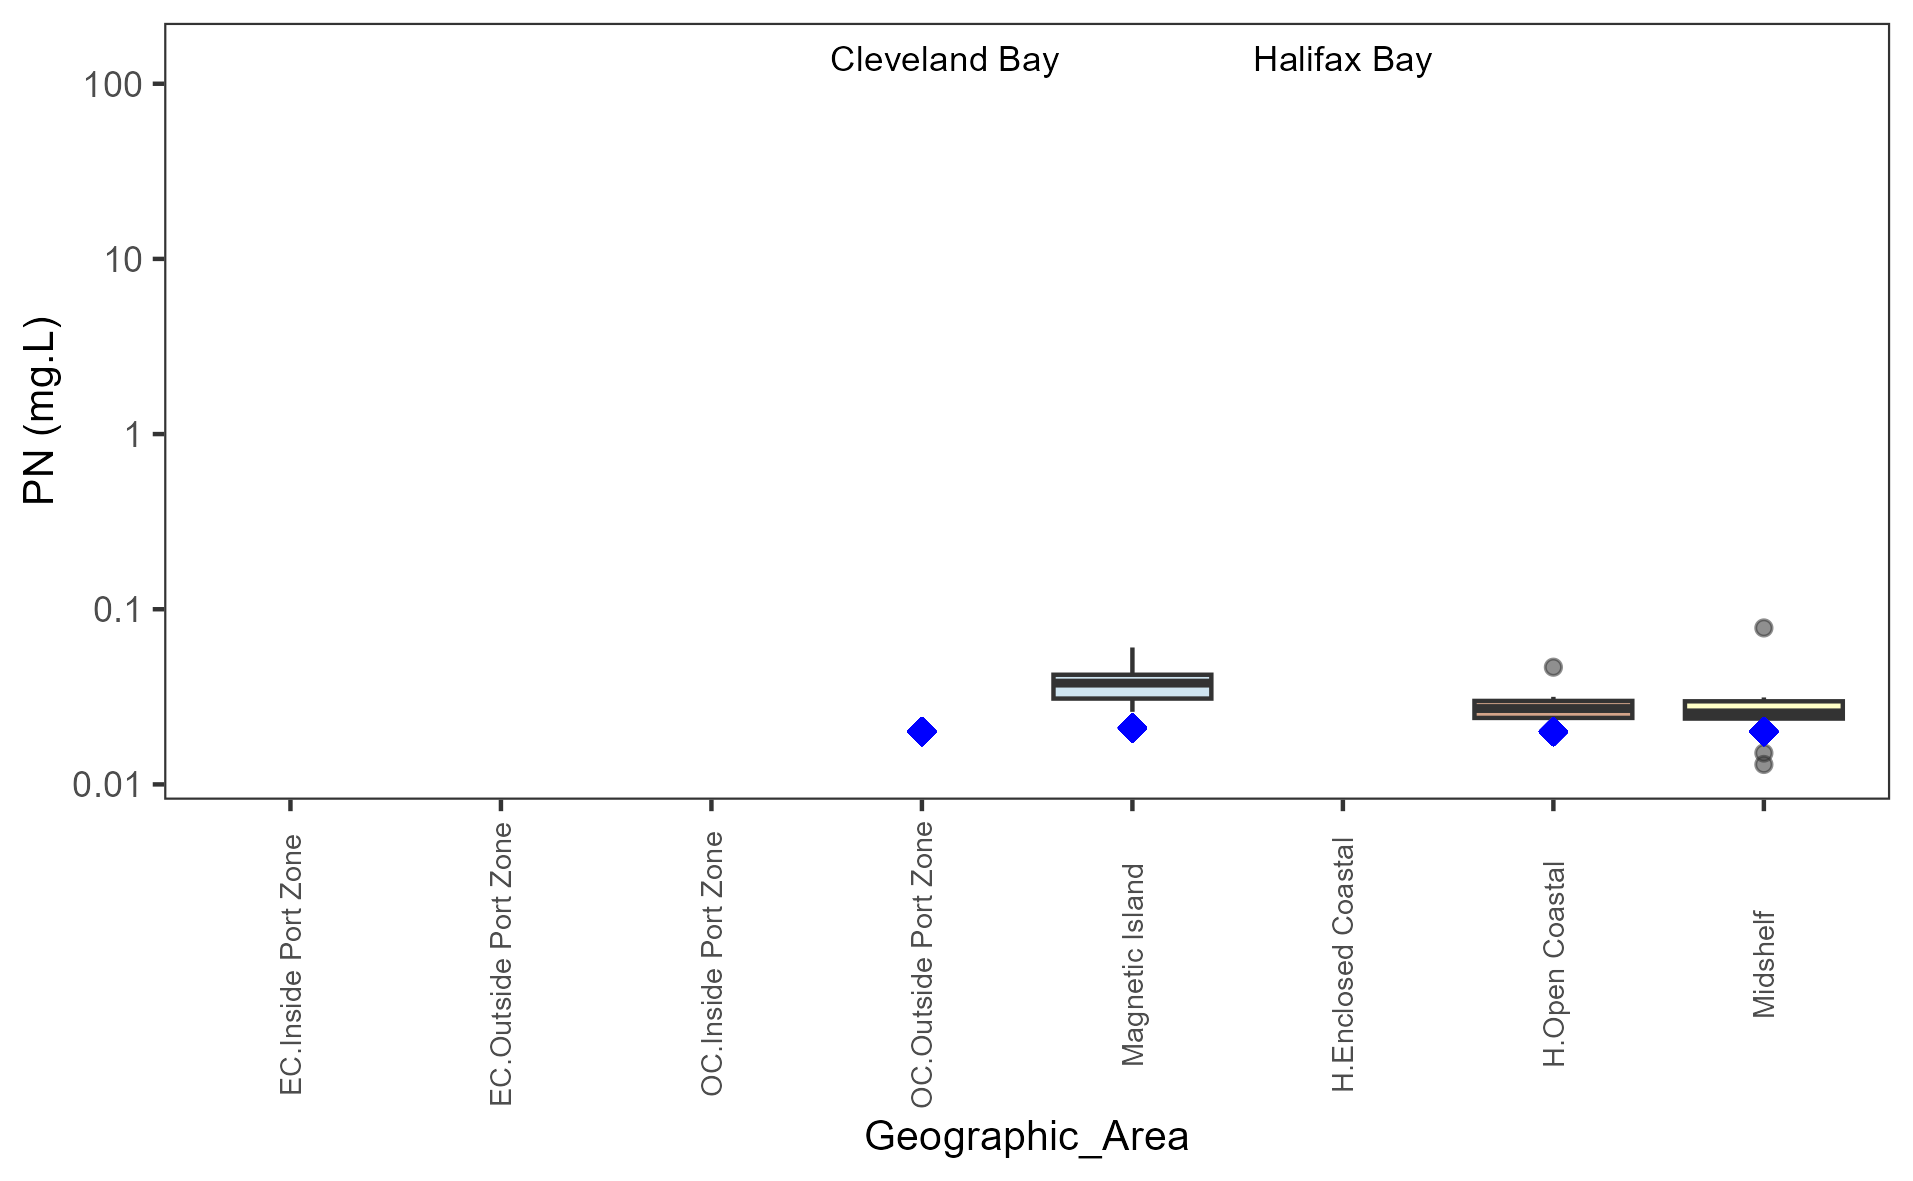 Cleveland Bay
Halifax Bay
PN (mg.L)
100
10
1
0.1
0.01
EC.Inside Port Zone
EC.Outside Port Zone
OC.Inside Port Zone
OC.Outside Port Zone
Magnetic Island
H.Enclosed Coastal
H.Open Coastal
Midshelf
Geographic_Area